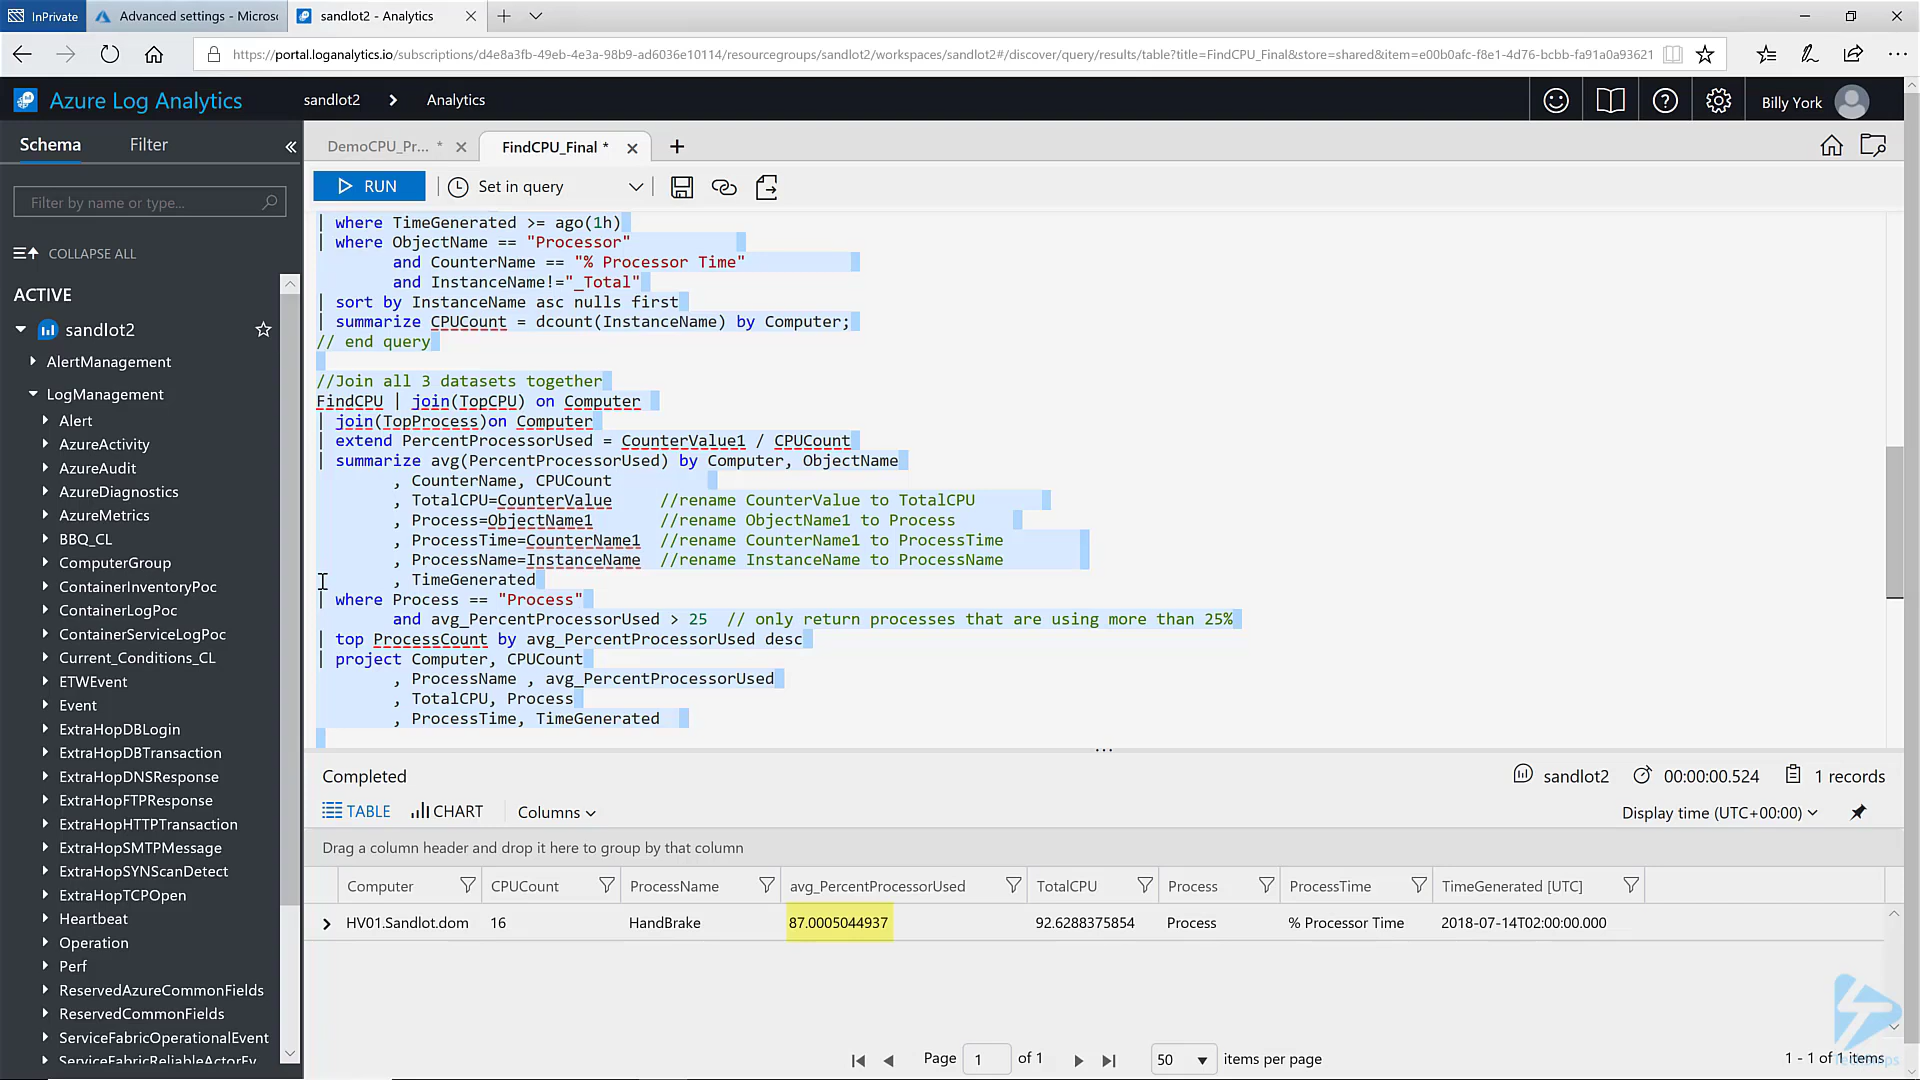 InPrivate
Advanced settings - Micros
sandlot2 - Analytics
https://portal.loganalytics.io/subscriptions/d4e8a3fb-49eb-4e3a-98b9-ad6036e10114/resourcegroups/sandlot2/workspaces/sandlot2#/discover/query/results/table?title=FindCPU_Final&store=shared&item=e00b0afc-f8e1-4d76-bcbb-fa91a0a93621
Azure Log Analytics
sandlot2
Analytics
Billy York
Schema
Filter
DemoCPU_Pr... *
FindCPU_Final *
RUN
Set in query
Filter by name or type...
COLLAPSE ALL
ACTIVE
sandlot2
AlertManagement
LogManagement
Alert
AzureActivity
AzureAudit
AzureDiagnostics
AzureMetrics
BBQ_CL
ComputerGroup
ContainerInventoryPoc
ContainerLogPoc
ContainerServiceLogPoc
Current_Conditions_CL
ETWEvent
Event
ExtraHopDBLogin
ExtraHopDBTransaction
ExtraHopDNSResponse
ExtraHopFTPResponse
ExtraHopHTTPTransaction
ExtraHopSMTPMessage
ExtraHopSYNScanDetect
ExtraHopTCPOpen
Heartbeat
Operation
Perf
ReservedAzureCommonFields
ReservedCommonFields
ServiceFabricOperationalEvent
ServiceFabricReliableActorEv
| where TimeGenerated >= ago(1h)
| where ObjectName == "Processor"
and CounterName == "% Processor Time"
and InstanceName!="_Total"
| sort by InstanceName asc nulls first
| summarize CPUCount = dcount(InstanceName) by Computer;
// end query
//Join all 3 datasets together
FindCPU | join(TopCPU) on Computer
| join(TopProcess)on Computer
| extend PercentProcessorUsed = CounterValue1 / CPUCount
| summarize avg(PercentProcessorUsed) by Computer, ObjectName
, CounterName, CPUCount
, TotalCPU=CounterValue //rename CounterValue to TotalCPU
, Process=ObjectName1 //rename ObjectName1 to Process
, ProcessTime=CounterName1 //rename CounterName1 to ProcessTime
, ProcessName=InstanceName //rename InstanceName to ProcessName
, TimeGenerated
| where Process == "Process"
and avg_PercentProcessorUsed > 25 // only return processes that are using more than 25%
| top ProcessCount by avg_PercentProcessorUsed desc
| project Computer, CPUCount
, ProcessName , avg_PercentProcessorUsed
, TotalCPU, Process
, ProcessTime, TimeGenerated
Completed
sandlot2
00:00:00.524
1 records
TABLE
CHART
Columns
Display time (UTC+00:00)
Drag a column header and drop it here to group by that column
Computer CPUCount ProcessName avg_PercentProcessorUsed TotalCPU Process ProcessTime TimeGenerated [UTC]
HV01.Sandlot.dom 16 HandBrake 87.0005044937 92.6288375854 Process % Processor Time 2018-07-14T02:00:00.000
Page 1 of 1
50 items per page
1 - 1 of 1 items